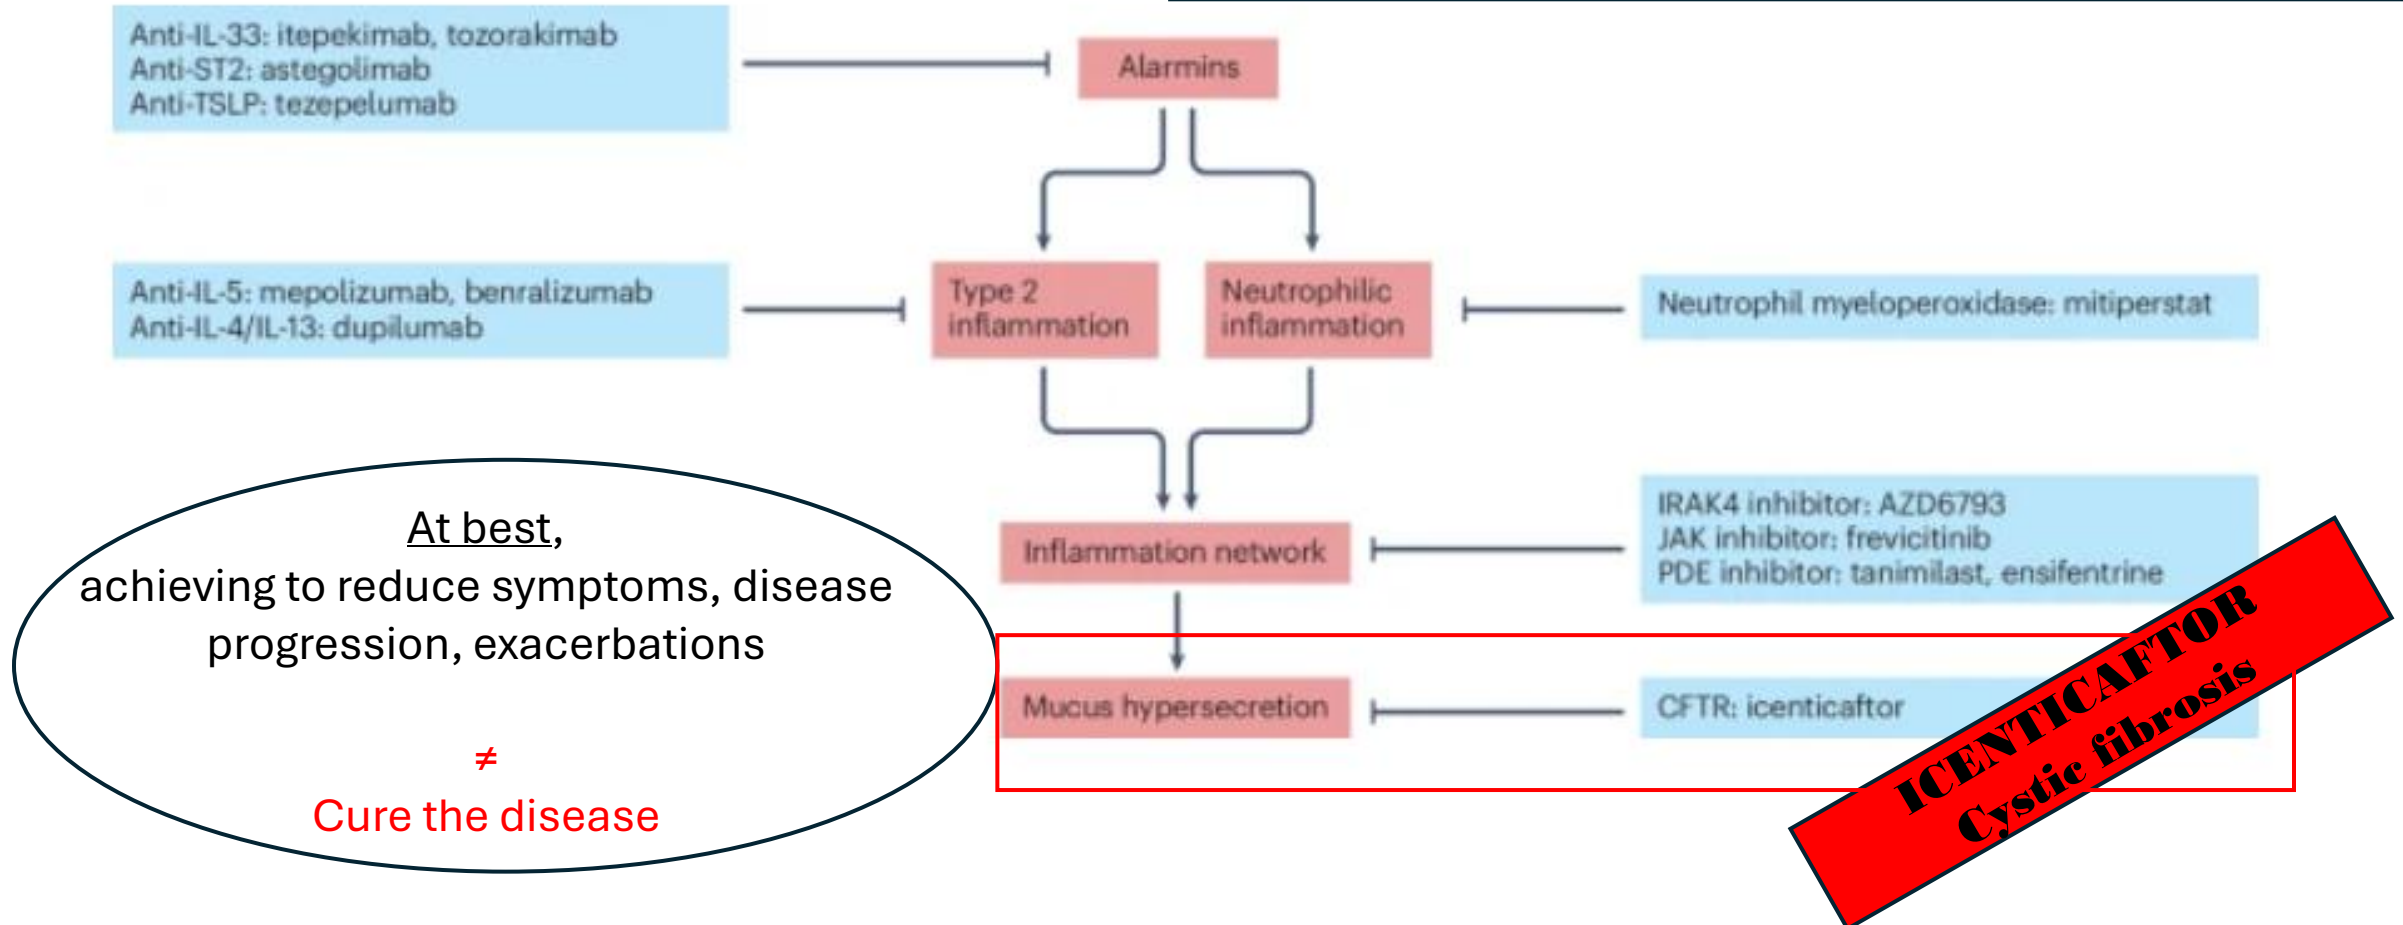 Anti-IL-33: itepekimab, tozorakimab
Anti-ST2: astegolimab
Anti-TSLP: tezepelumab
Alarmins
Anti-IL-5: mepolizumab, benralizumab
Anti-IL-4/IL-13: dupilumab
Type 2
inflammation
Neutrophilic
inflammation
Neutrophil myeloperoxidase: mitiperstat
At best,
achieving to reduce symptoms, disease
progression, exacerbations
≠
Cure the disease
Inflammation network
IRAK4 inhibitor: AZD6793
JAK inhibitor: frevicitinib
PDE inhibitor: tanimilast, ensifentrine
Mucus hypersecretion
CFTR: icenticaftor
ICENTICAFTOR
Cystic fibrosis